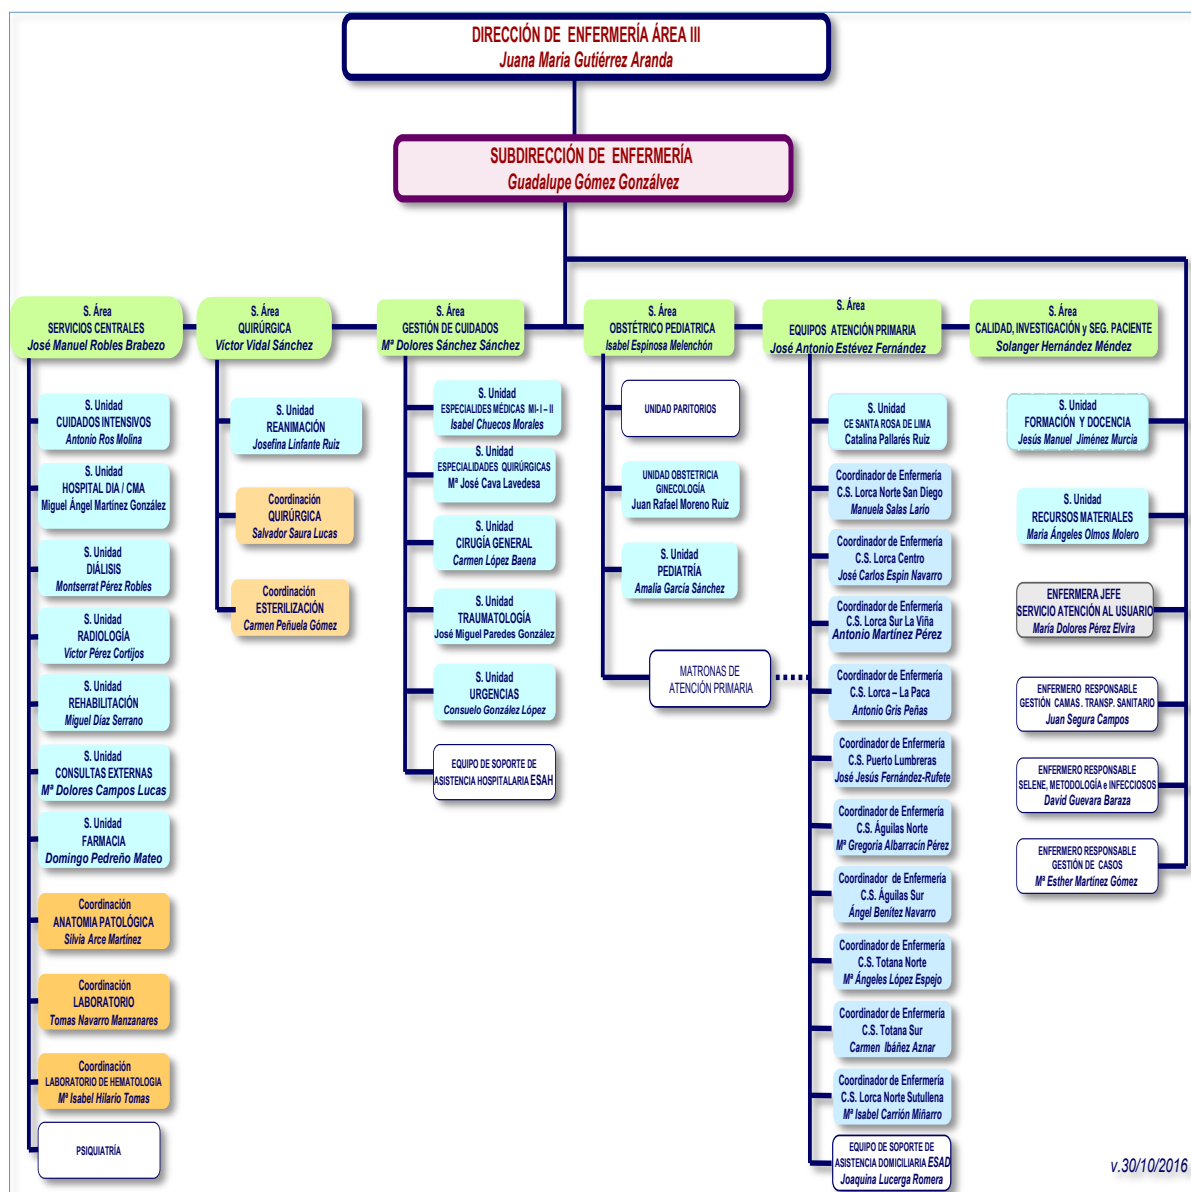 DIRECCIÓN DE ENFERMERÍA ÁREA III
Juana Maria Gutiérrez Aranda
SUBDIRECCIÓN DE ENFERMERÍA
Guadalupe Gómez Gonzálvez
S. Área
SERVICIOS CENTRALES
José Manuel Robles Brabezo
S. Área
QUIRÚRGICA
Víctor Vidal Sánchez
S. Área
GESTIÓN DE CUIDADOS
Mª Dolores Sánchez Sánchez
S. Área
OBSTÉTRICO PEDIATRICA
Isabel Espinosa Melenchón
S. Área
EQUIPOS ATENCIÓN PRIMARIA
José Antonio Estévez Fernández
S. Área
CALIDAD, INVESTIGACIÓN y SEG. PACIENTE
Solanger Hernández Méndez
S. Unidad
CUIDADOS INTENSIVOS
Antonio Ros Molina
S. Unidad
HOSPITAL DIA / CMA
Miguel Ángel Martínez González
S. Unidad
DIÁLISIS
Montserrat Pérez Robles
S. Unidad
RADIOLOGÍA
Víctor Pérez Cortijos
S. Unidad
REHABILITACIÓN
Miguel Díaz Serrano
S. Unidad
CONSULTAS EXTERNAS
Mª Dolores Campos Lucas
S. Unidad
FARMACIA
Domingo Pedreño Mateo
Coordinación
ANATOMIA PATOLÓGICA
Silvia Arce Martínez
Coordinación
LABORATORIO
Tomas Navarro Manzanares
Coordinación
LABORATORIO DE HEMATOLOGIA
Mª Isabel Hilario Tomas
PSIQUIATRÍA
S. Unidad
REANIMACIÓN
Josefina Linfante Ruiz
Coordinación
QUIRÚRGICA
Salvador Saura Lucas
Coordinación
ESTERILIZACIÓN
Carmen Peñuela Gómez
S. Unidad
ESPECIALIDES MÉDICAS MI- I – II
Isabel Chuecos Morales
S. Unidad
ESPECIALIDADES QUIRÚRGICAS
Mª José Cava Lavedesa
S. Unidad
CIRUGÍA GENERAL
Carmen López Baena
S. Unidad
TRAUMATOLOGÍA
José Miguel Paredes González
S. Unidad
URGENCIAS
Consuelo González López
EQUIPO DE SOPORTE DE
ASISTENCIA HOSPITALARIA ESAH
UNIDAD PARITORIOS
UNIDAD OBSTETRICIA
GINECOLOGÍA
Juan Rafael Moreno Ruiz
S. Unidad
PEDIATRÍA
Amalia García Sánchez
MATRONAS DE
ATENCIÓN PRIMARIA
S. Unidad
CE SANTA ROSA DE LIMA
Catalina Pallarés Ruiz
Coordinador de Enfermería
C.S. Lorca Norte San Diego
Manuela Salas Lario
Coordinador de Enfermería
C.S. Lorca Centro
José Carlos Espín Navarro
Coordinador de Enfermería
C.S. Lorca Sur La Viña
Antonio Martínez Pérez
Coordinador de Enfermería
C.S. Lorca – La Paca
Antonio Gris Peñas
Coordinador de Enfermería
C.S. Puerto Lumbreras
José Jesús Fernández-Rufete
Coordinador de Enfermería
C.S. Águilas Norte
Mª Gregoria Albarracín Pérez
Coordinador de Enfermería
C.S. Águilas Sur
Ángel Benítez Navarro
Coordinador de Enfermería
C.S. Totana Norte
Mª Ángeles López Espejo
Coordinador de Enfermería
C.S. Totana Sur
Carmen Ibáñez Aznar
Coordinador de Enfermería
C.S. Lorca Norte Sutullena
Mª Isabel Carrión Miñarro
EQUIPO DE SOPORTE DE
ASISTENCIA DOMICILIARIA ESAD
Joaquina Lucerga Romera
S. Unidad
FORMACIÓN Y DOCENCIA
Jesús Manuel Jiménez Murcia
S. Unidad
RECURSOS MATERIALES
Maria Ángeles Olmos Molero
ENFERMERA JEFE
SERVICIO ATENCIÓN AL USUARIO
María Dolores Pérez Elvira
ENFERMERO RESPONSABLE
GESTIÓN CAMAS . TRANSP. SANITARIO
Juan Segura Campos
ENFERMERO RESPONSABLE
SELENE, METODOLOGÍA e INFECCIOSOS
David Guevara Baraza
ENFERMERO RESPONSABLE
GESTIÓN DE CASOS
Mª Esther Martínez Gómez
v.30/10/2016